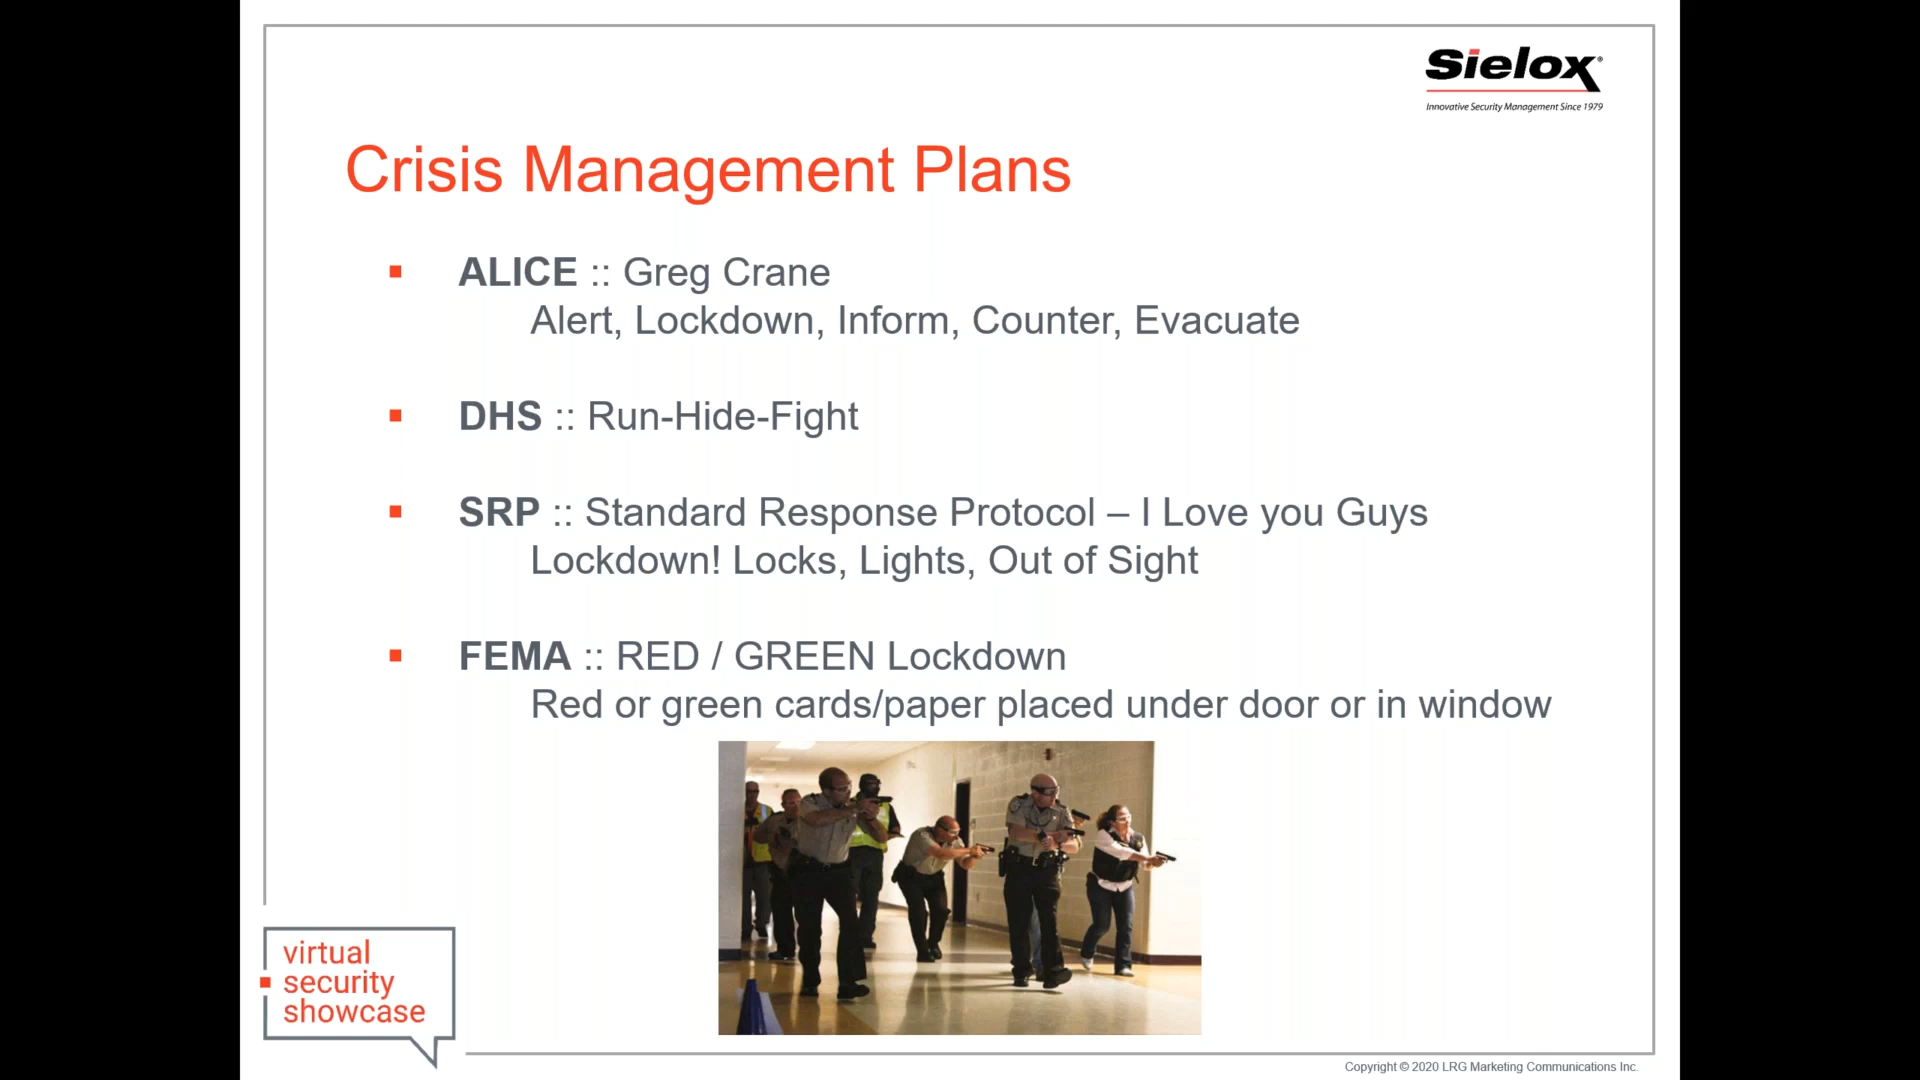 Sielox®
Innovative Security Management Since 1979
Crisis Management Plans
ALICE :: Greg Crane
Alert, Lockdown, Inform, Counter, Evacuate
DHS :: Run-Hide-Fight
SRP :: Standard Response Protocol – I Love you Guys
Lockdown! Locks, Lights, Out of Sight
FEMA :: RED / GREEN Lockdown
Red or green cards/paper placed under door or in window
virtual
security
showcase
Copyright © 2020 LRG Marketing Communications Inc.